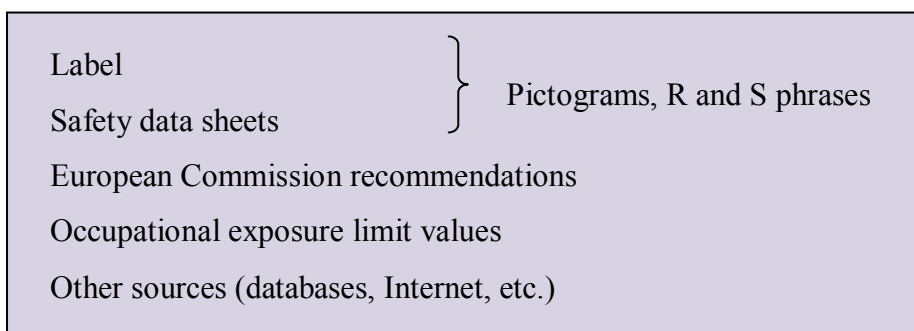 Label
Safety data sheets
Pictograms, R and S phrases
European Commission recommendations
Occupational exposure limit values
Other sources (databases, Internet, etc.)